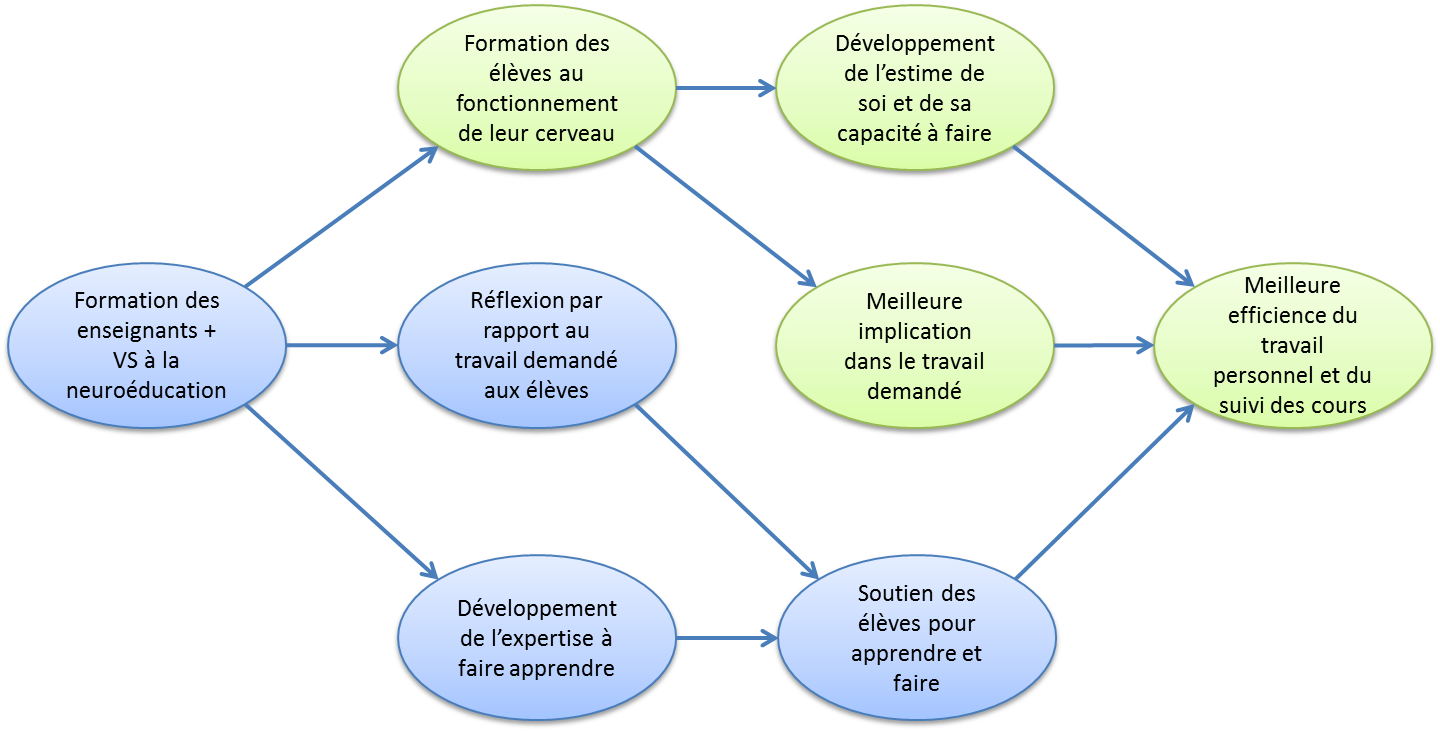 Formation des
élèves au
fonctionnement
de leur cerveau
Développement
de l’estime de
soi et de sa
capacité à faire
Formation des
enseignants +
VS à la
neuroéducation
Réflexion par
rapport au
travail demandé
aux élèves
Meilleure
implication
dans le travail
demandé
Meilleure
efficience du
travail
personnel et du
suivi des cours
Développement
de l’expertise à
faire apprendre
Soutien des
élèves pour
apprendre et
faire